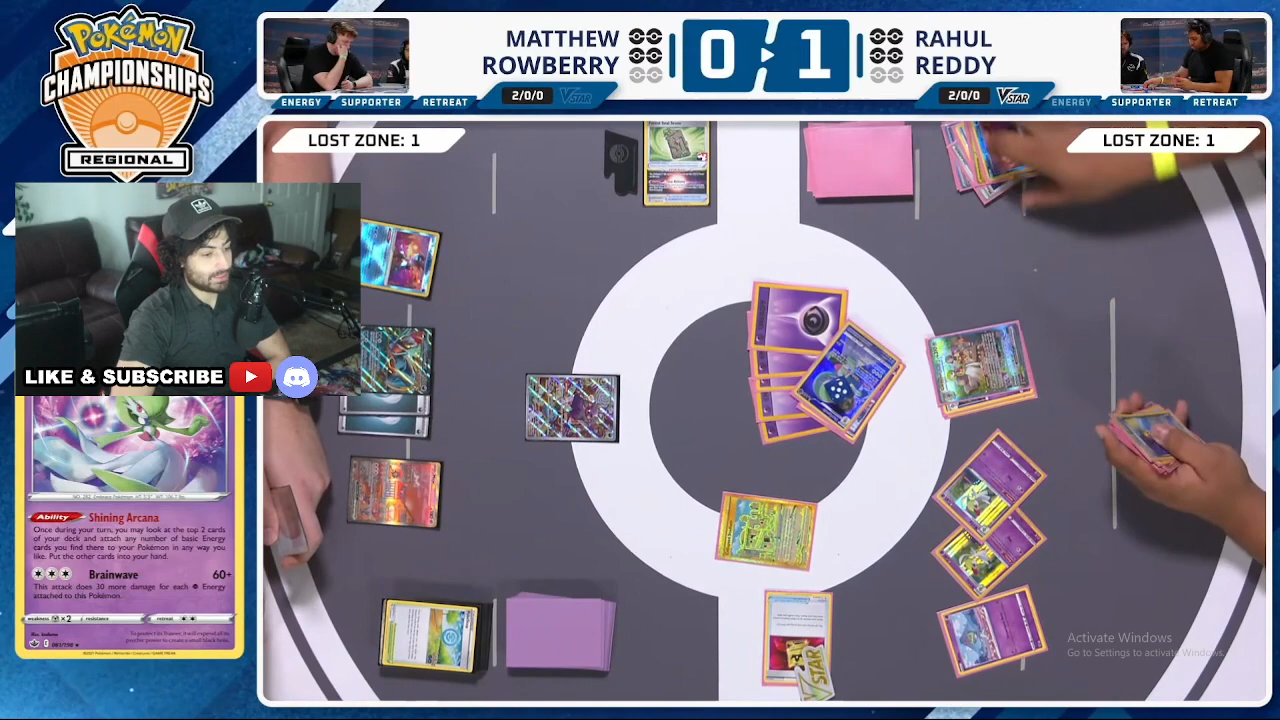 Pokémon
CHAMPIONSHIPS
REGIONAL
MATTHEW
ROWBERRY
0
1
RAHUL
REDDY
2/0/0
VSTAR
2/0/0
VSTAR
ENERGY
SUPPORTER
RETREAT
ENERGY
SUPPORTER
RETREAT
LOST ZONE: 1
LOST ZONE: 1
LIKE & SUBSCRIBE
Ability
Shining Arcana
Once during your turn, you may look at the top 2 cards
of your deck and attach any number of basic Energy
cards you find there to your Pokémon in any way you
like. Put the other cards into your hand.
Brainwave 60+
This attack does 30 more damage for each Energy
attached to this Pokémon.
weakness ×2 resistance retreat
VSTAR
Activate Windows
Go to Settings to activate Windows.